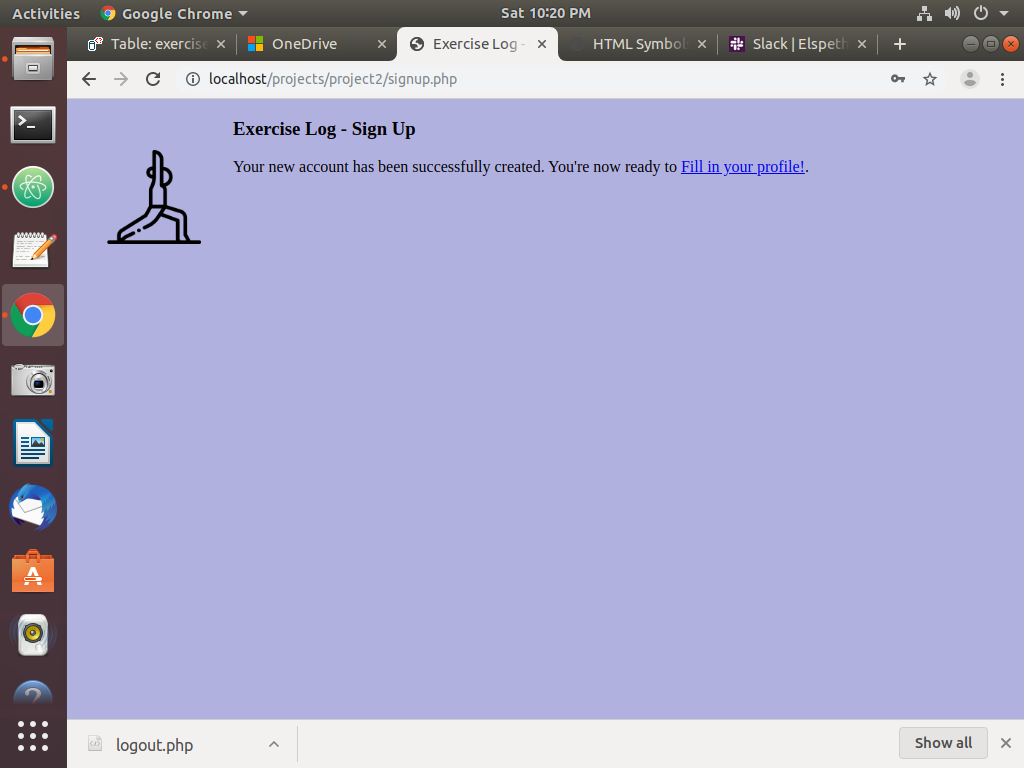 Activities
Google Chrome
Sat 10:20 PM
Table: exercise
OneDrive
Exercise Log -
HTML Symbol
Slack | Elspeth
localhost/projects/project2/signup.php
Exercise Log - Sign Up
Your new account has been successfully created. You're now ready to Fill in your profile!.
logout.php
Show all